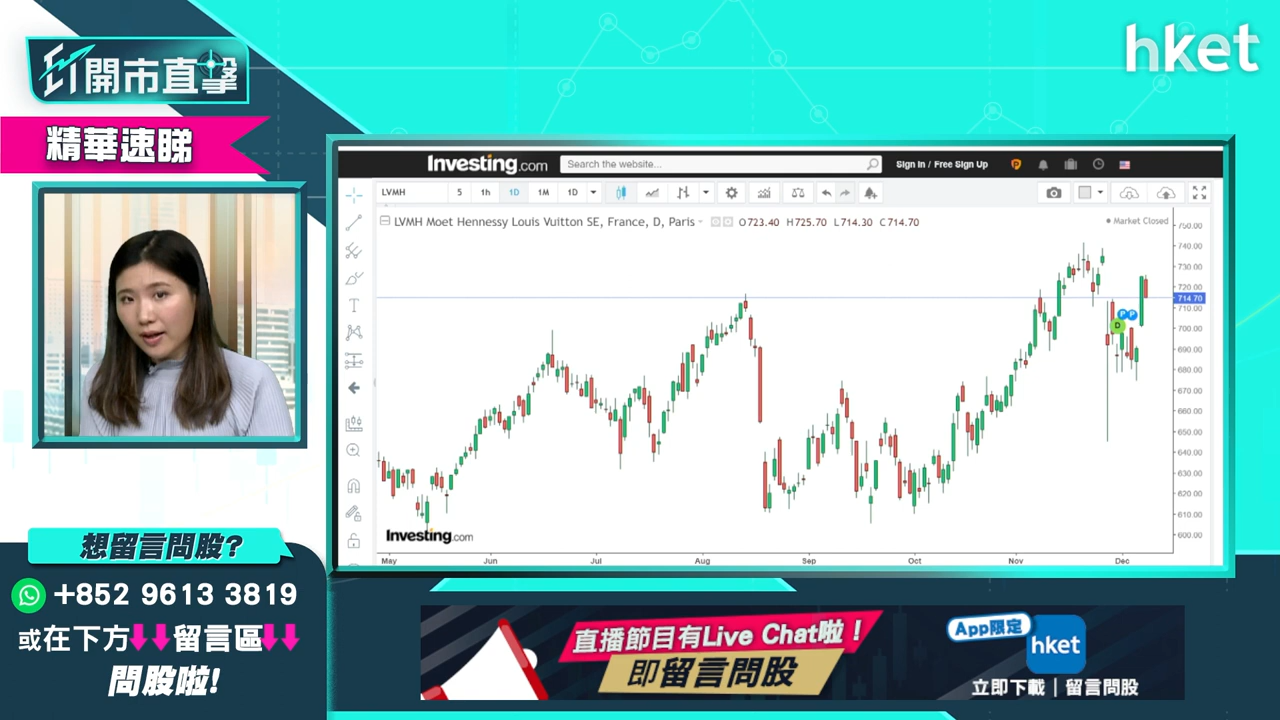 ET開市直擊
hket
精華速睇
Investing.com
Search the website...
Sign In / Free Sign Up
LVMH
5
1h
1D
1M
1D
LVMH Moet Hennessy Louis Vuitton SE, France, D, Paris
O723.40 H725.70 L714.30 C714.70
Market Closed
750.00
740.00
730.00
720.00
714.70
710.00
700.00
690.00
680.00
670.00
660.00
650.00
640.00
630.00
620.00
610.00
600.00
P P
D
Investing.com
May Jun Jul Aug Sep Oct Nov Dec
想留言問股?
+852 9613 3819
或在下方留言區
問股啦!
直播節目有Live Chat啦!
即留言問股
App限定
hket
立即下載|留言問股